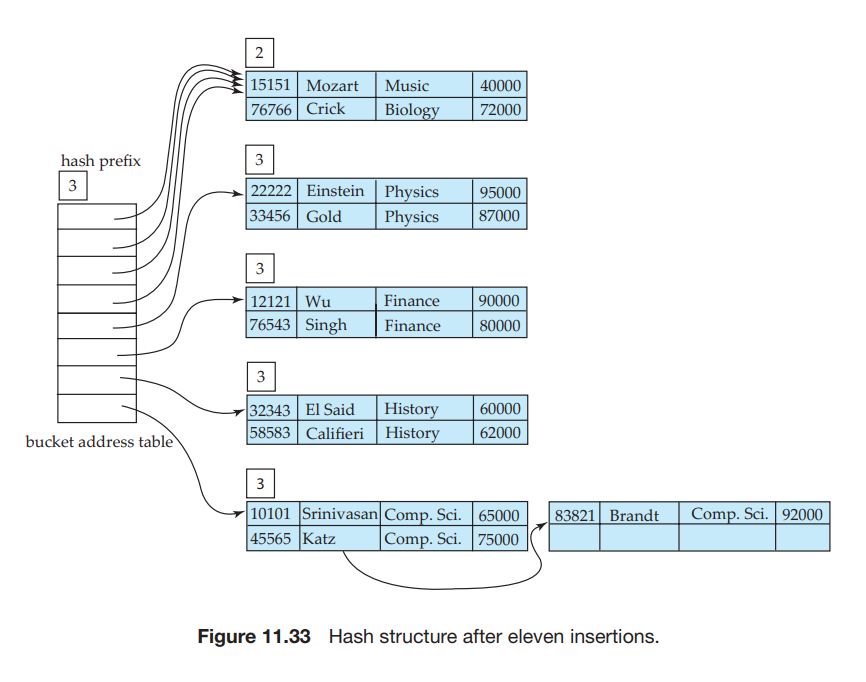 2
15151 Mozart Music 40000
76766 Crick Biology 72000
hash prefix
3
3
22222 Einstein Physics 95000
33456 Gold Physics 87000
3
12121 Wu Finance 90000
76543 Singh Finance 80000
3
32343 El Said History 60000
58583 Califieri History 62000
bucket address table
3
10101 Srinivasan Comp. Sci. 65000
45565 Katz Comp. Sci. 75000
83821 Brandt Comp. Sci. 92000
Figure 11.33 Hash structure after eleven insertions.